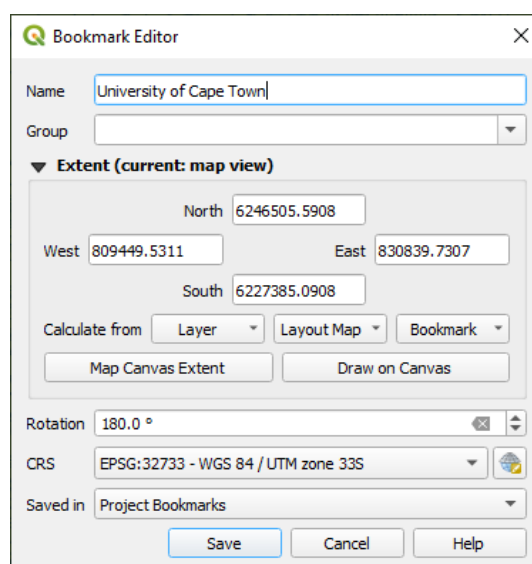 Bookmark Editor
Name University of Cape Town
Group
Extent (current: map view)
North 6246505.5908
West 809449.5311 East 830839.7307
South 6227385.0908
Calculate from Layer Layout Map Bookmark
Map Canvas Extent Draw on Canvas
Rotation 180.0 °
CRS EPSG:32733 - WGS 84 / UTM zone 33S
Saved in Project Bookmarks
Save Cancel Help